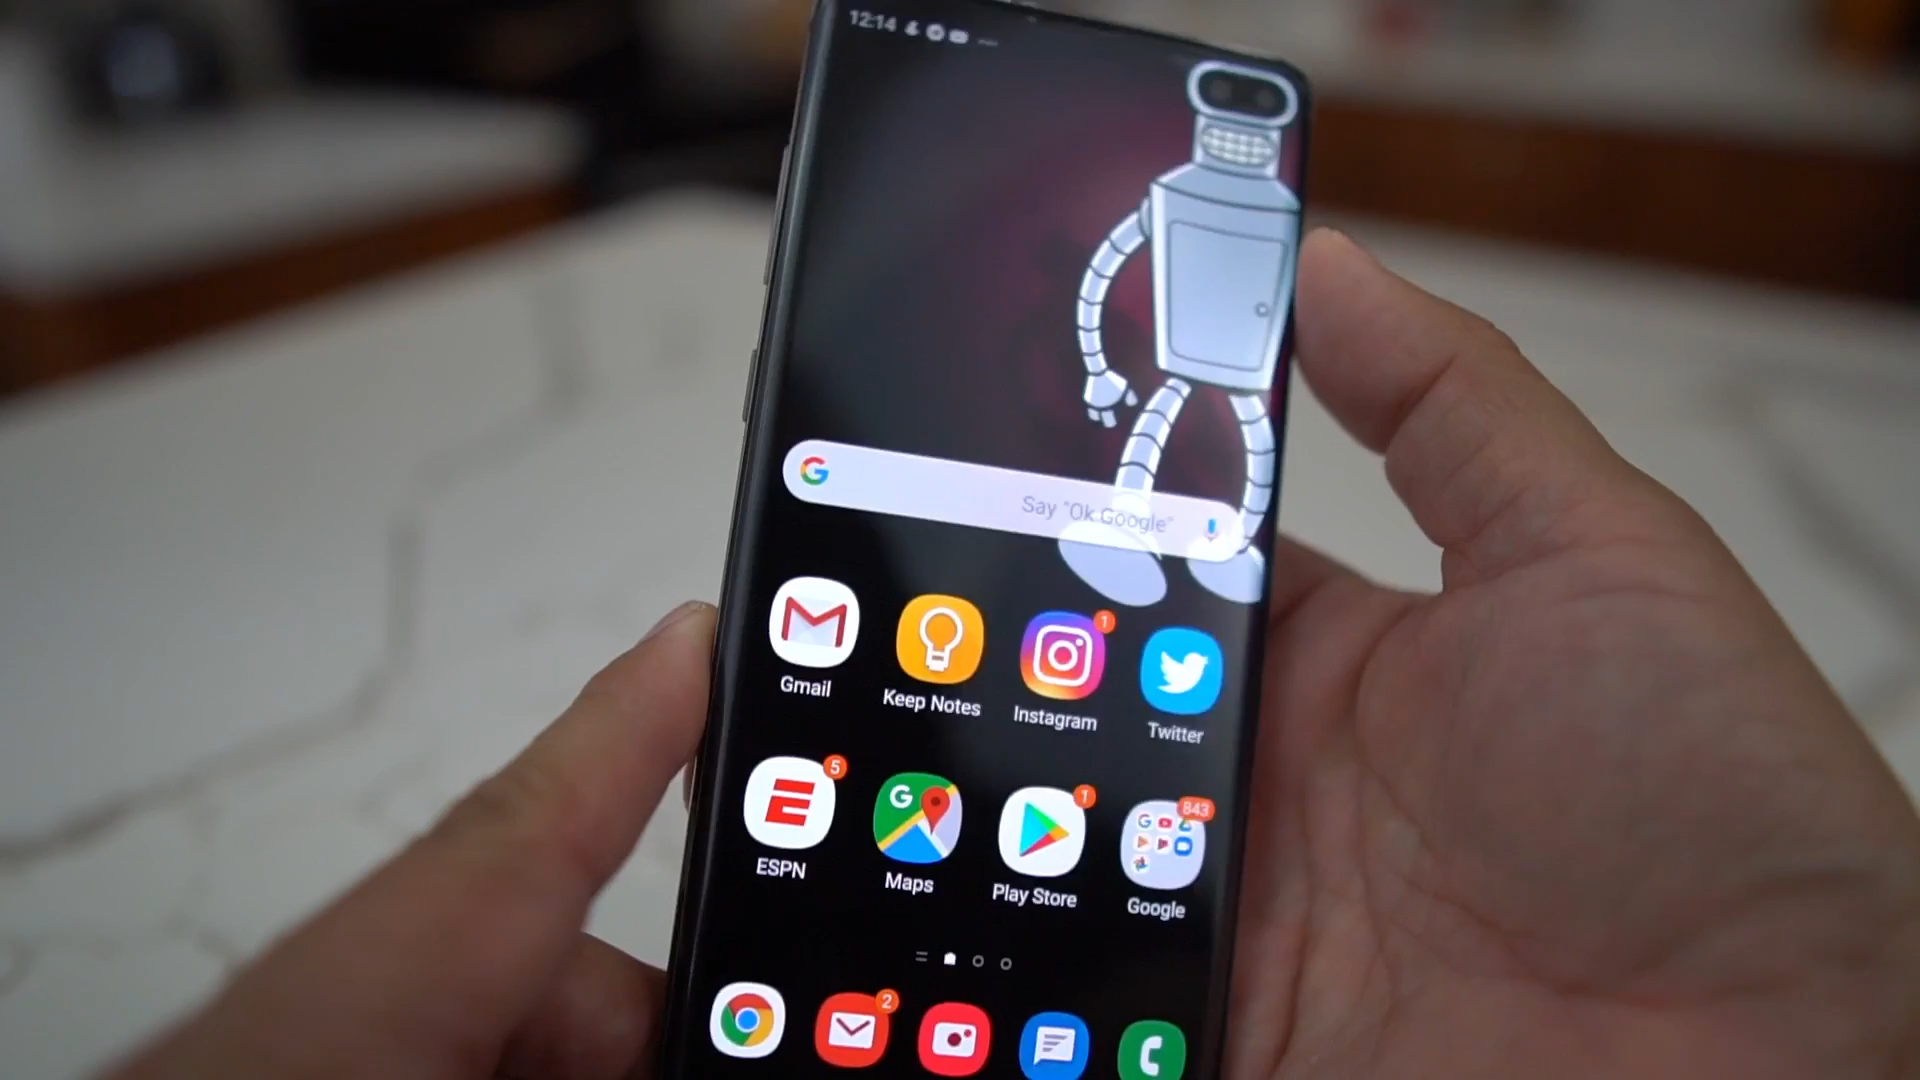 12:14
G
Say "Ok Google"
1
Gmail
Keep Notes
Instagram
Twitter
5
E
G
1
843
G
ESPN
Maps
Play Store
Google
2